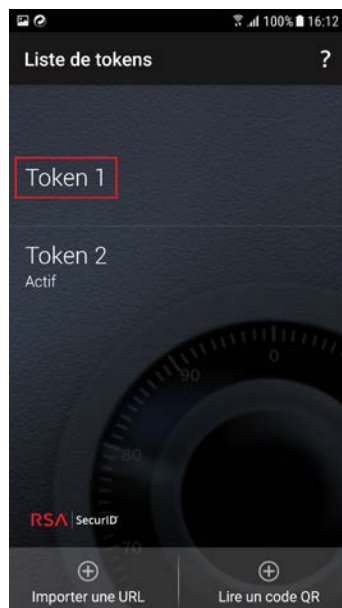 100% 16:12
Liste de tokens ?
Token 1
Token 2
Actif
0
90
80
70
RSA SecurID
Importer une URL Lire un code QR